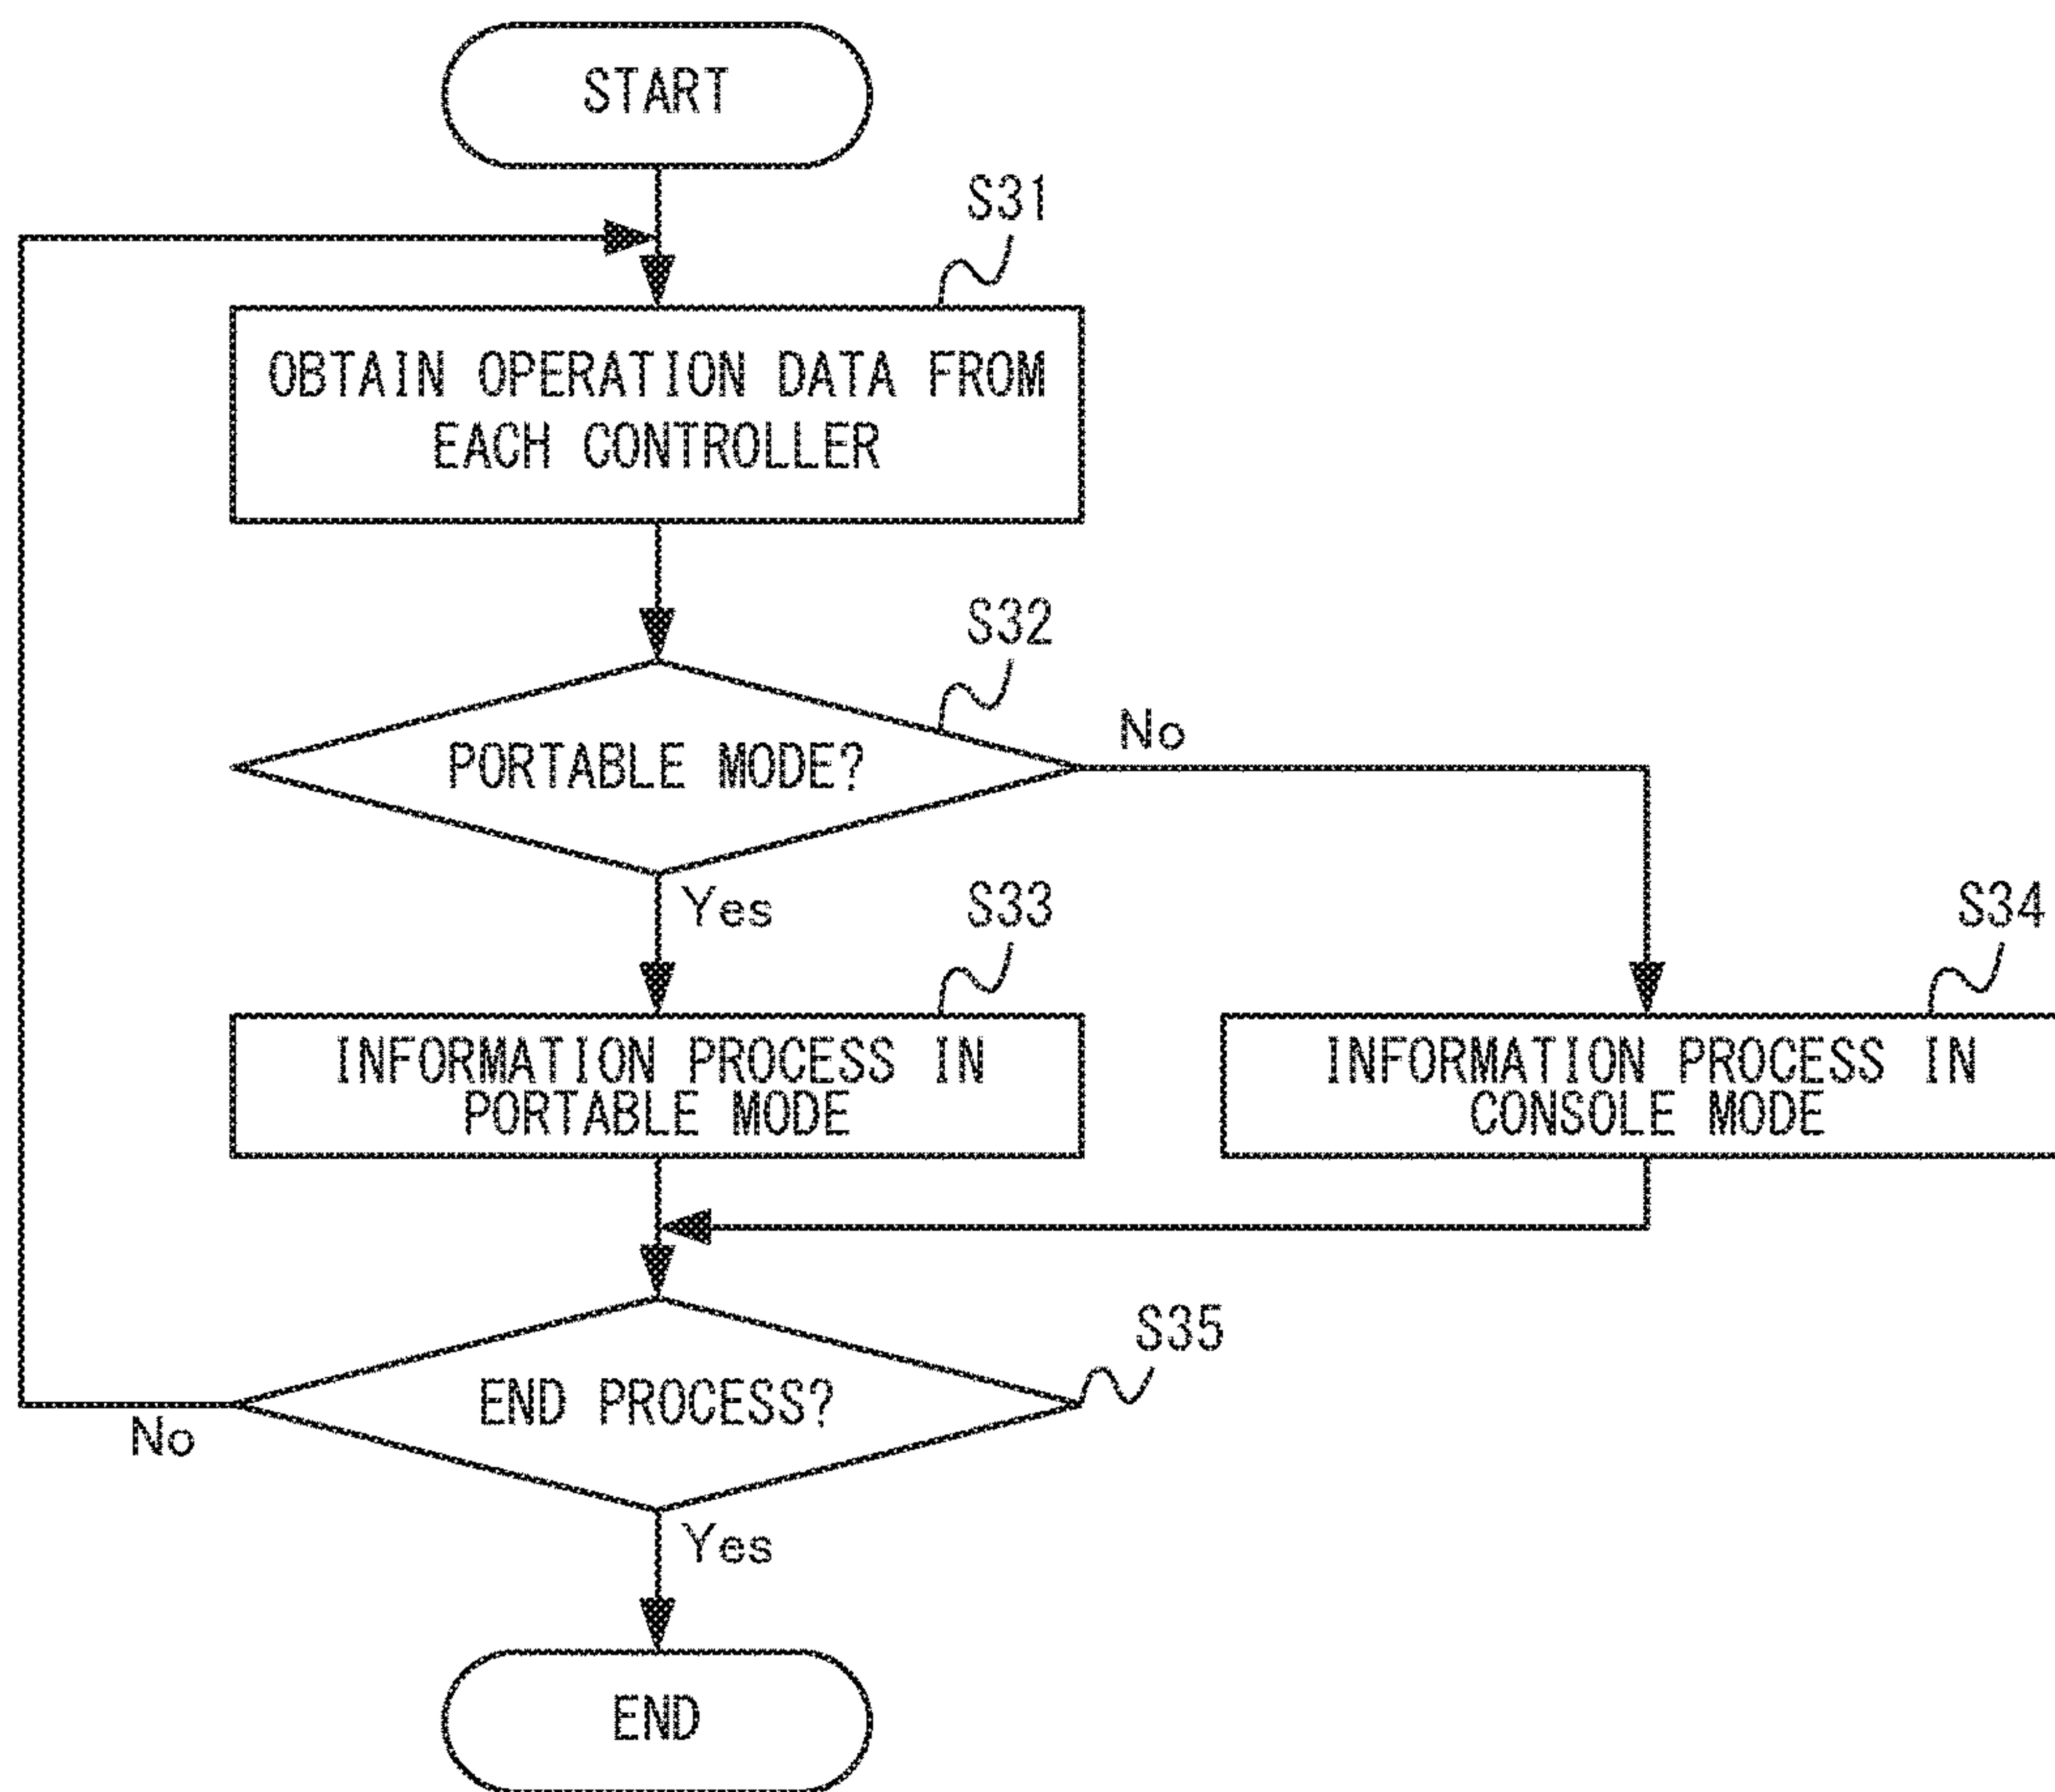 START
S31
OBTAIN OPERATION DATA FROM
EACH CONTROLLER
S32
PORTABLE MODE?
No
Yes
S33
INFORMATION PROCESS IN
PORTABLE MODE
S34
INFORMATION PROCESS IN
CONSOLE MODE
S35
END PROCESS?
No
Yes
END